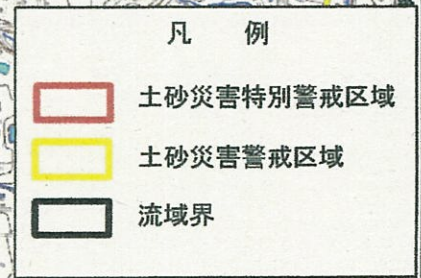 凡　例
土砂災害特別警戒区域
土砂災害警戒区域
流域界